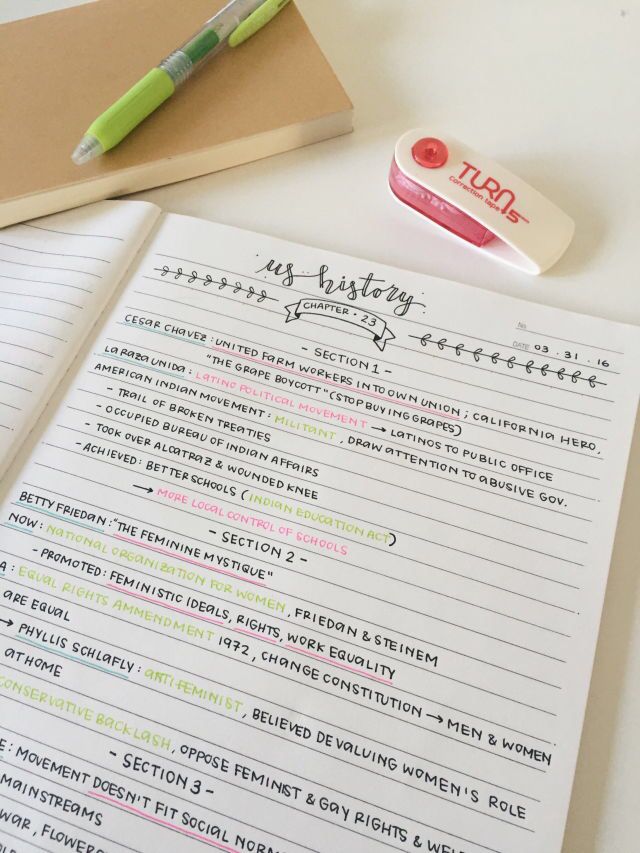 TURN
Correction tape
5
us history
CHAPTER · 23
No.
DATE 03 . 31 . 16
- SECTION 1 -
CESAR CHAVEZ : UNITED FARM WORKERS INTO OWN UNION ; CALIFORNIA HERO,
"THE GRAPE BOYCOTT" (STOP BUYING GRAPES)
LA RAZA UNIDA : LATINO POLITICAL MOVEMENT → LATINOS TO PUBLIC OFFICE
AMERICAN INDIAN MOVEMENT : MILITANT , DRAW ATTENTION TO ABUSIVE GOV.
- TRAIL OF BROKEN TREATIES
- OCCUPIED BUREAU OF INDIAN AFFAIRS
- TOOK OVER ALCATRAZ & WOUNDED KNEE
- ACHIEVED: BETTER SCHOOLS (INDIAN EDUCATION ACT)
→ MORE LOCAL CONTROL OF SCHOOLS
- SECTION 2 -
BETTY FRIEDAN : "THE FEMININE MYSTIQUE"
NOW : NATIONAL ORGANIZATION FOR WOMEN , FRIEDAN & STEINEM
- PROMOTED : FEMINISTIC IDEALS, RIGHTS, WORK EQUALITY
A : EQUAL RIGHTS AMMENDMENT 1972 , CHANGE CONSTITUTION → MEN & WOMEN
ARE EQUAL
→ PHYLLIS SCHLAFLY : ANTI FEMINIST , BELIEVED DEVALUING WOMEN'S ROLE
AT HOME
CONSERVATIVE BACKLASH , OPPOSE FEMINIST & GAY RIGHTS &
- SECTION 3 -
: MOVEMENT DOESN'T FIT SOCIAL
MAINSTREAMS
WAR,